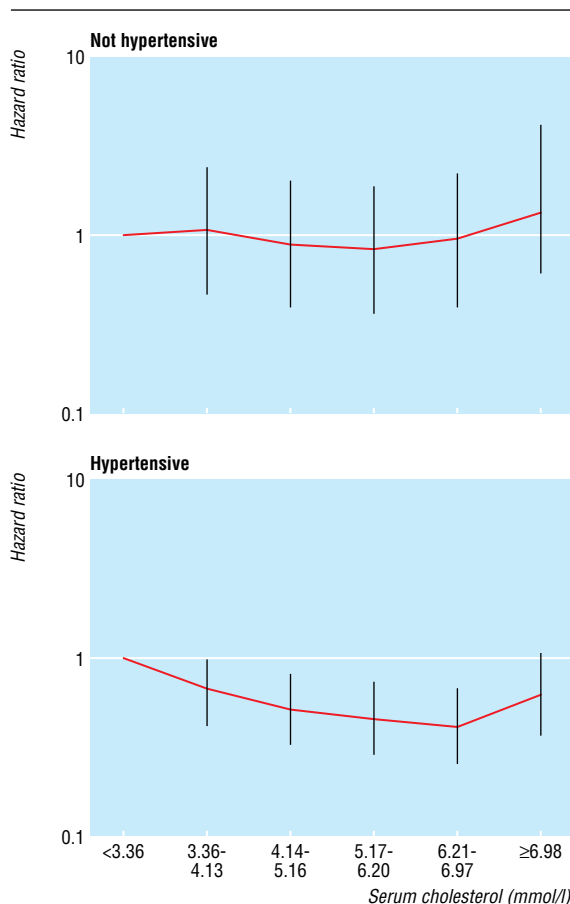 Not hypertensive
Hazard ratio
10
1
0.1
Hypertensive
Hazard ratio
10
1
0.1
<3.36 3.36- 4.14- 5.17- 6.21- ≥6.98
4.13 5.16 6.20 6.97
Serum cholesterol (mmol/l)